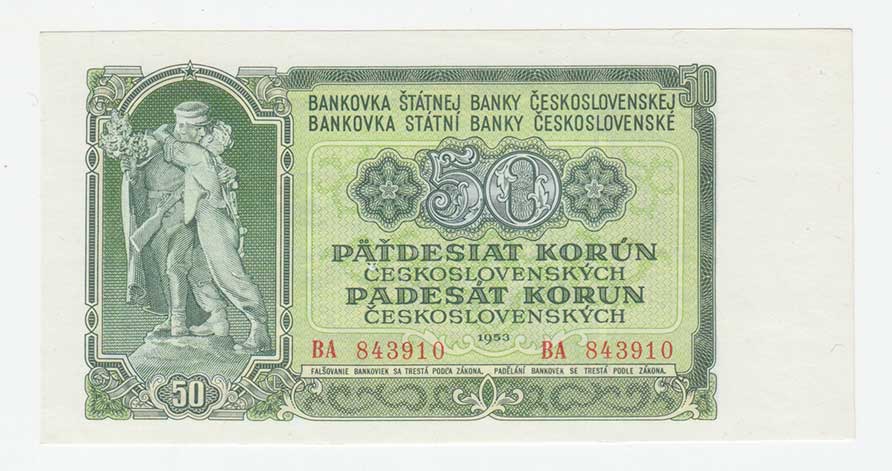 50
BANKOVKA ŠTÁTNEJ BANKY ČESKOSLOVENSKEJ
BANKOVKA STÁTNÍ BANKY ČESKOSLOVENSKÉ
50
PÄŤDESIAT KORÚN
ČESKOSLOVENSKÝCH
PADESÁT KORUN
ČESKOSLOVENSKÝCH
1953
BA 843910 BA 843910
FALŠOVANIE BANKOVIEK SA TRESTÁ PODĽA ZÁKONA. PADĚLÁNÍ BANKOVEK SE TRESTÁ PODLE ZÁKONA.
50